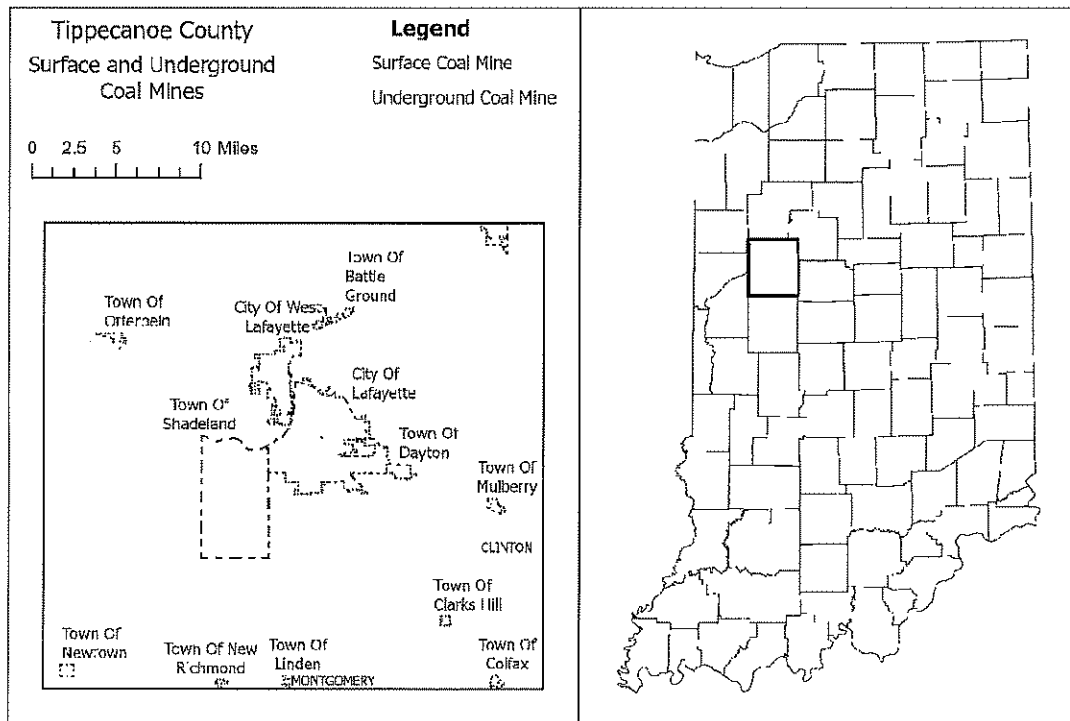 Tippecanoe County
Surface and Underground
Coal Mines
Legend
Surface Coal Mine
Underground Coal Mine
0 2.5 5 10 Miles
Town Of
Battle
Ground
Town Of
Otterbein
City Of West
Lafayette
City Of
Lafayette
Town Of
Shadeland
Town Of
Dayton
Town Of
Mulberry
CLINTON
Town Of
Clarks Hill
Town Of
Newtown
Town Of New
Richmond
Town Of
Linden
MONTGOMERY
Town Of
Colfax